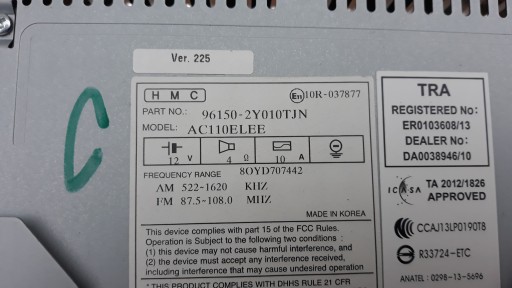 C
Ver. 225
HMC
En 10R-037877
PART NO.: 96150-2Y010TJN
MODEL: AC110ELEE
12 V
4 Ω
10 A
FREQUENCY RANGE 8OYD707442
AM 522-1620 KHZ
FM 87.5-108.0 MHZ
MADE IN KOREA
This device complies with part 15 of the FCC Rules.
Operation is Subject to the following two conditions :
(1) this device may not cause harmful interference, and
(2) the device must accept any interference received,
including interference that may cause undesired operation
* THIS PRODUCT COMPLIES WITH DHHS RULE 21 CFR
TRA
REGISTERED No:
ER0103608/13
DEALER No:
DA0038946/10
ICASA TA 2012/1826
APPROVED
CCAJ13LP0190T8
R33724-ETC
ANATEL : 0298-13-5696